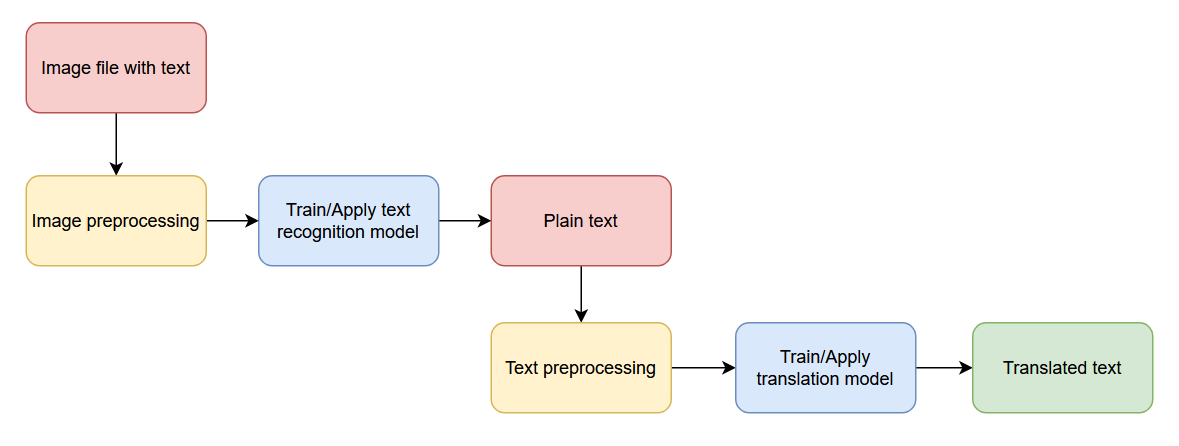 Image file with text
Image preprocessing
Train/Apply text
recognition model
Plain text
Text preprocessing
Train/Apply
translation model
Translated text